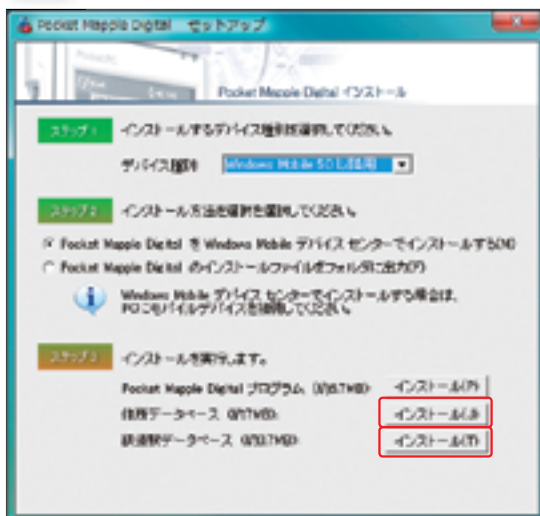 Pocket Mapple Digital セットアップ
Pocket Mapple Digital インストール
ステップ1 インストールするデバイス種別を選択してください。
デバイス種別 Windows Mobile 5.0 以降用
ステップ2 インストール方法を選択してください。
Pocket Mapple Digital を Windows Mobile デバイス センターでインストールする
Pocket Mapple Digital のインストールファイルをフォルダに出力
Windows Mobile デバイス センターでインストールする場合は、
PCにモバイルデバイスを接続してください。
ステップ3 インストールを実行します。
Pocket Mapple Digital プログラム インストール(P)
住所データベース インストール(J)
鉄道駅データベース インストール(T)